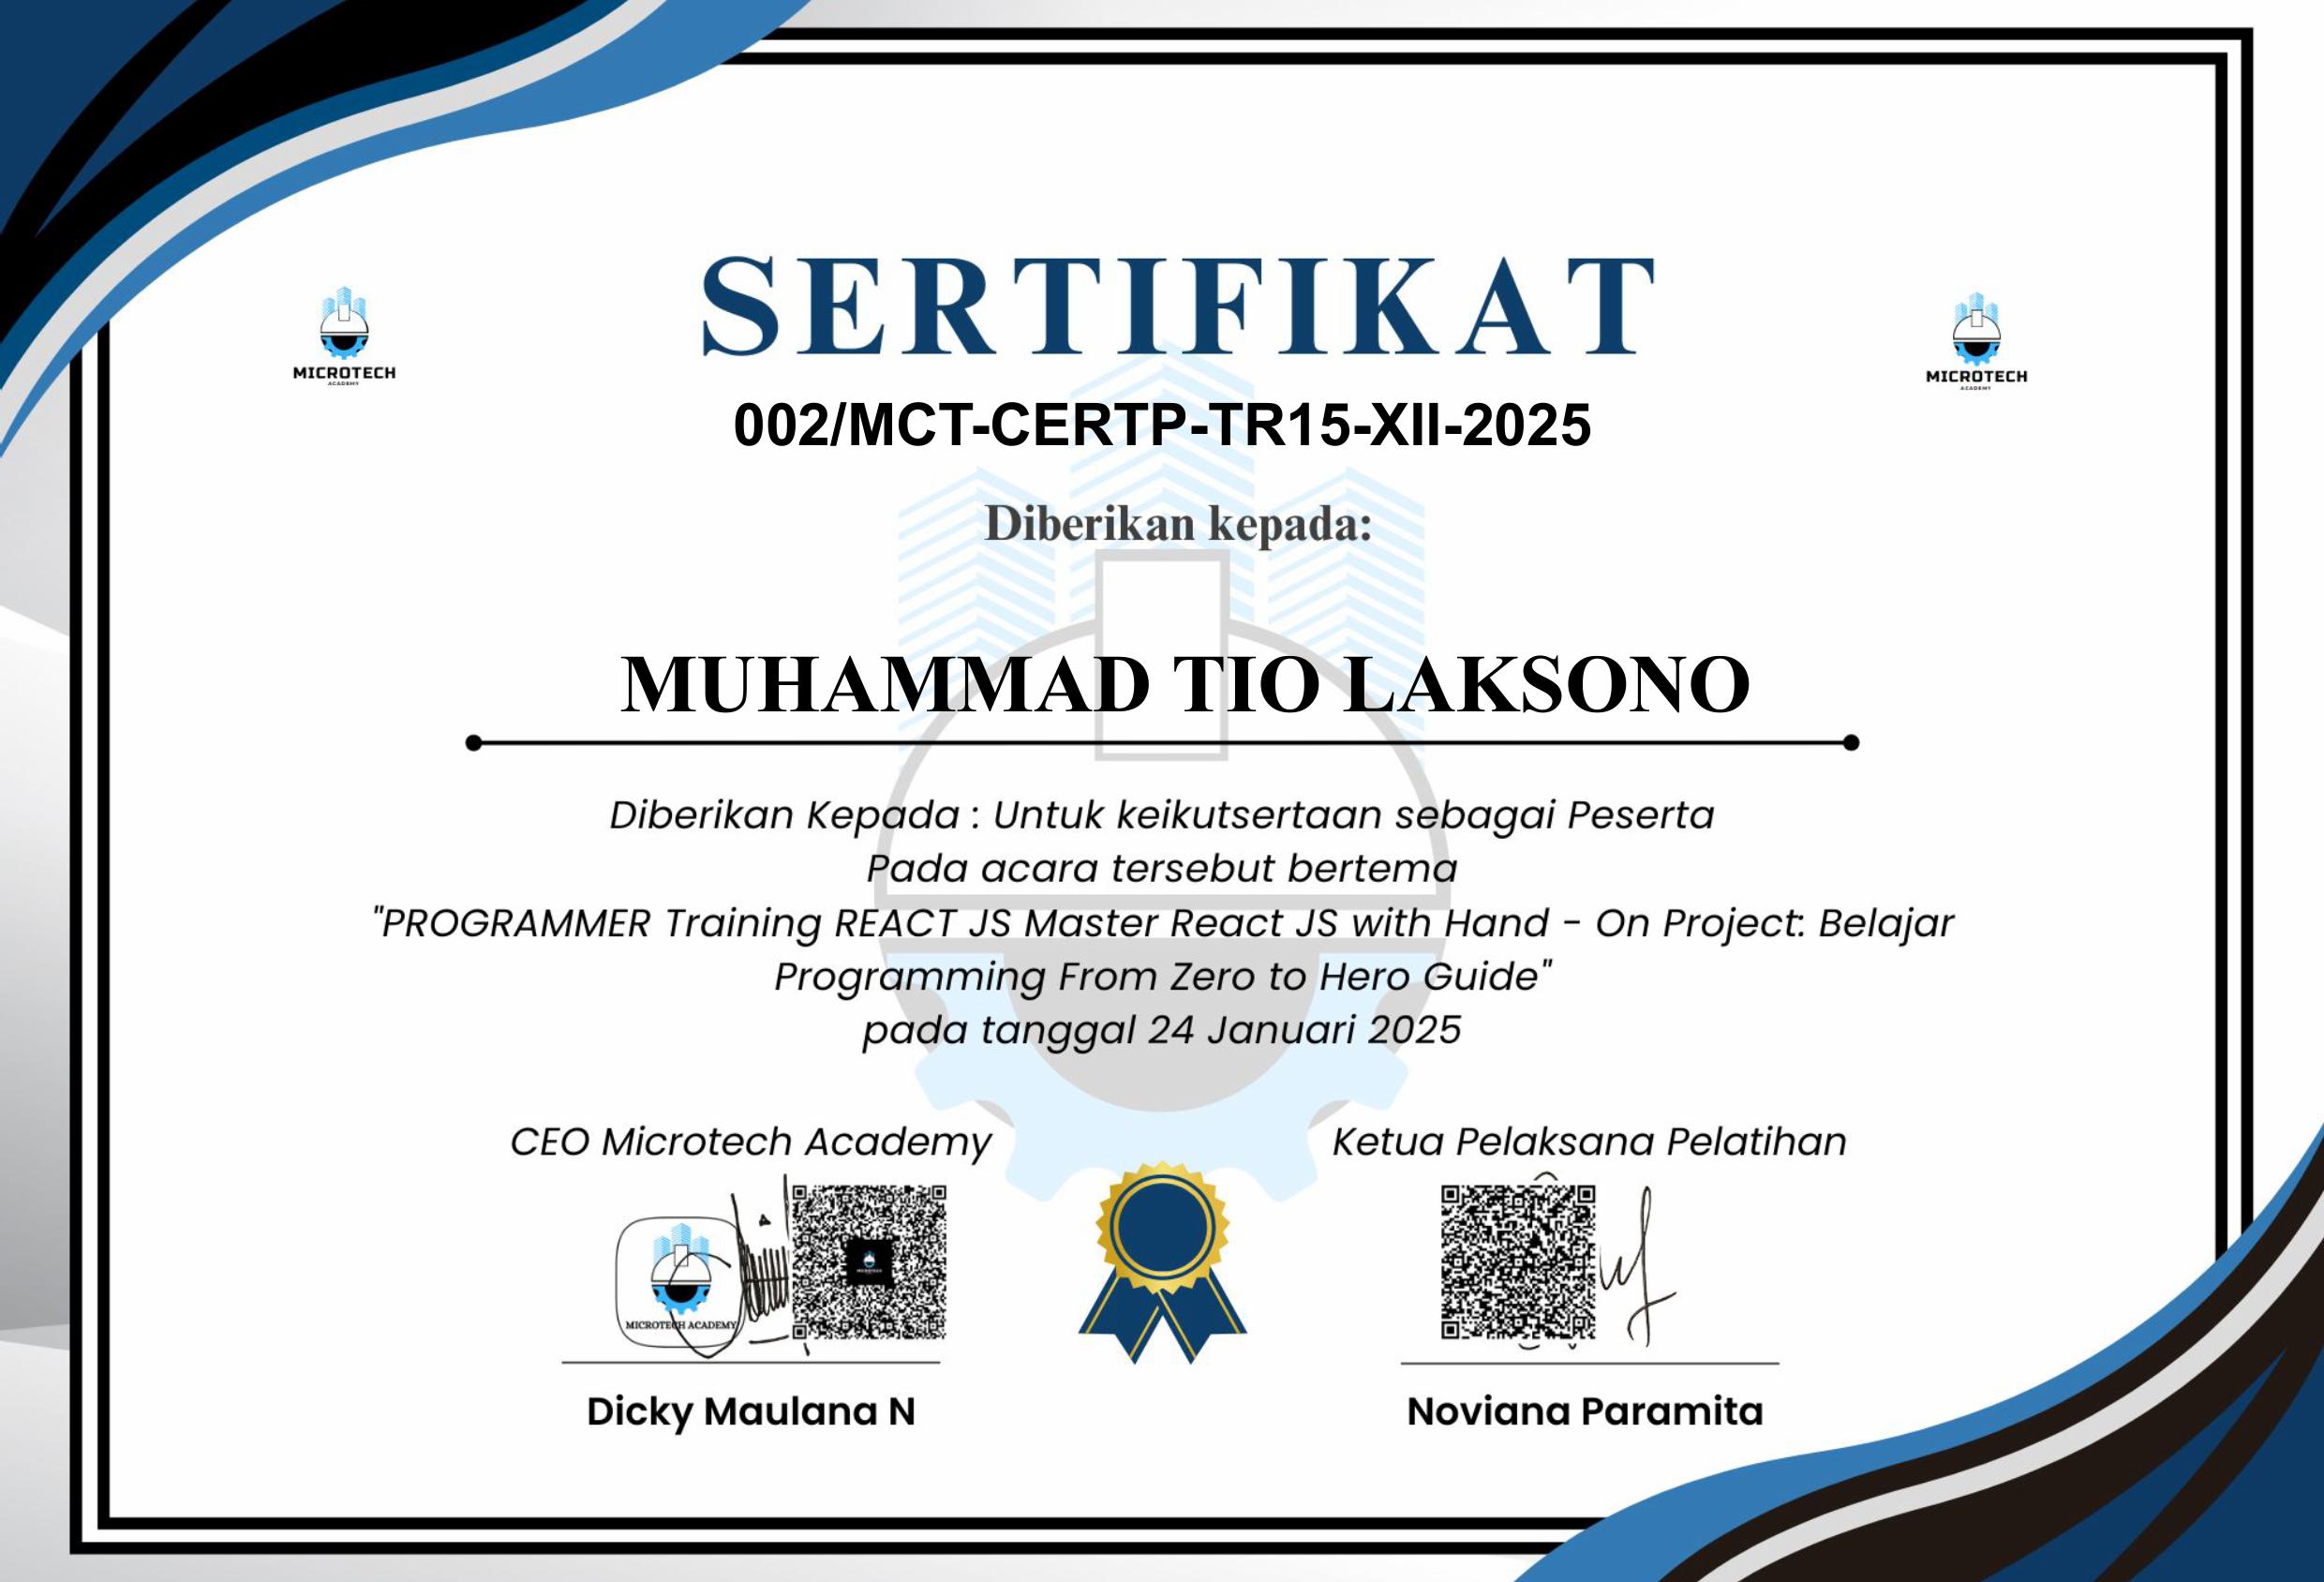 SERTIFIKAT
MICROTECH
ACADEMY
MICROTECH
ACADEMY
002/MCT-CERTP-TR15-XII-2025
Diberikan kepada:
MUHAMMAD TIO LAKSONO
Diberikan Kepada : Untuk keikutsertaan sebagai Peserta
Pada acara tersebut bertema
"PROGRAMMER Training REACT JS Master React JS with Hand - On Project: Belajar
Programming From Zero to Hero Guide"
pada tanggal 24 Januari 2025
CEO Microtech Academy
Ketua Pelaksana Pelatihan
MICROTECH ACADEMY
MICROTECH
Dicky Maulana N
Noviana Paramita